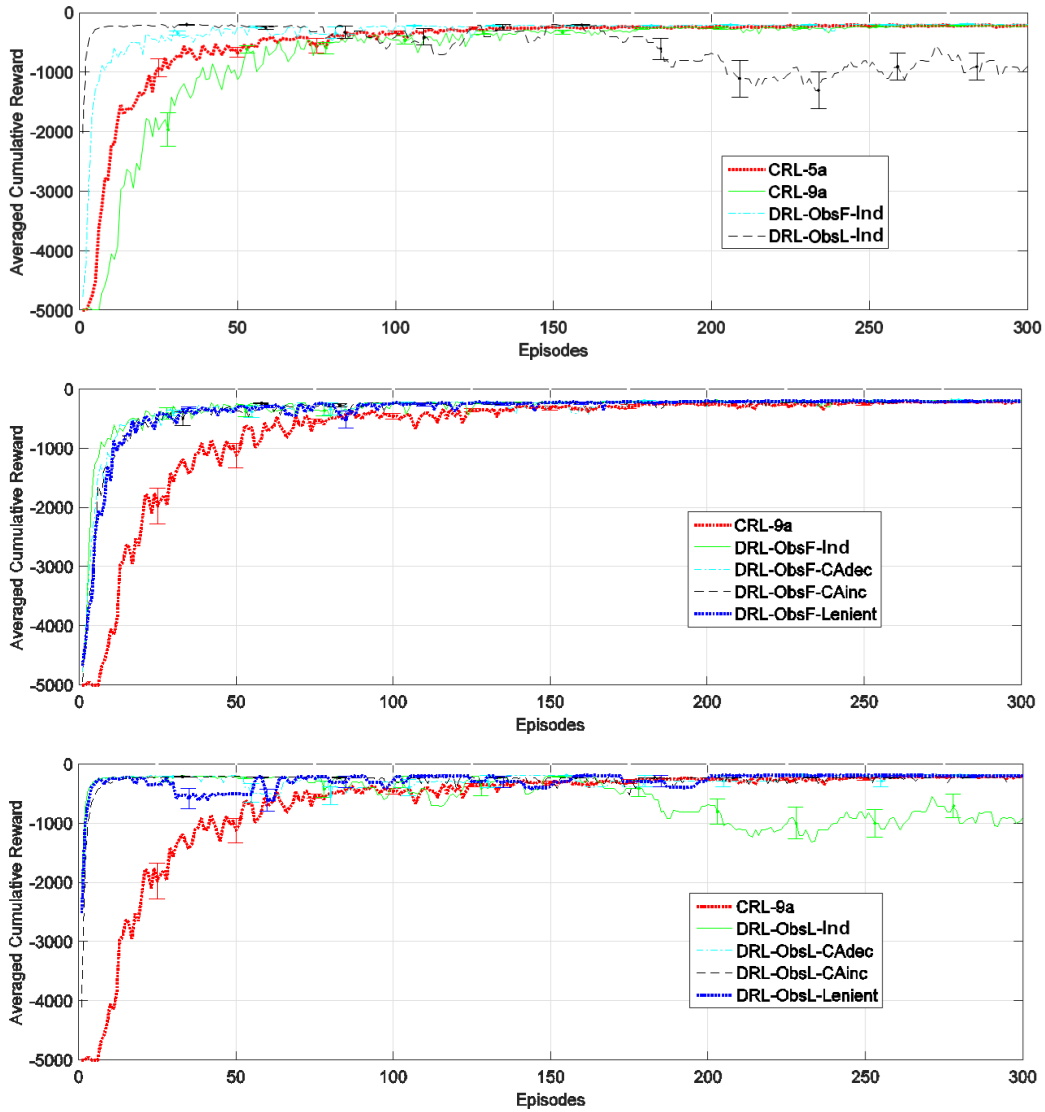 0
-1000
-2000
-3000
-4000
-5000
Averaged Cumulative Reward
0
50
100
150
200
250
300
Episodes
CRL-5a
CRL-9a
DRL-ObsF-Ind
DRL-ObsL-Ind
0
-1000
-2000
-3000
-4000
-5000
Averaged Cumulative Reward
0
50
100
150
200
250
300
Episodes
CRL-9a
DRL-ObsF-Ind
DRL-ObsF-CAdec
DRL-ObsF-CAinc
DRL-ObsF-Lenient
0
-1000
-2000
-3000
-4000
-5000
Averaged Cumulative Reward
0
50
100
150
200
250
300
Episodes
CRL-9a
DRL-ObsL-Ind
DRL-ObsL-CAdec
DRL-ObsL-CAinc
DRL-ObsL-Lenient